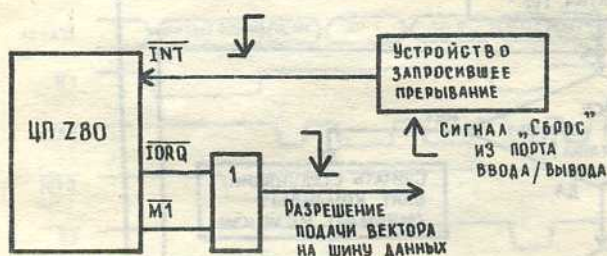 INT
УСТРОЙСТВО
ЗАПРОСИВШЕЕ
ПРЕРЫВАНИЕ
ЦП Z80
СИГНАЛ „СБРОС"
ИЗ ПОРТА
ВВОДА/ВЫВОДА
IORQ
1
M1
РАЗРЕШЕНИЕ
ПОДАЧИ ВЕКТОРА
НА ШИНУ ДАННЫХ